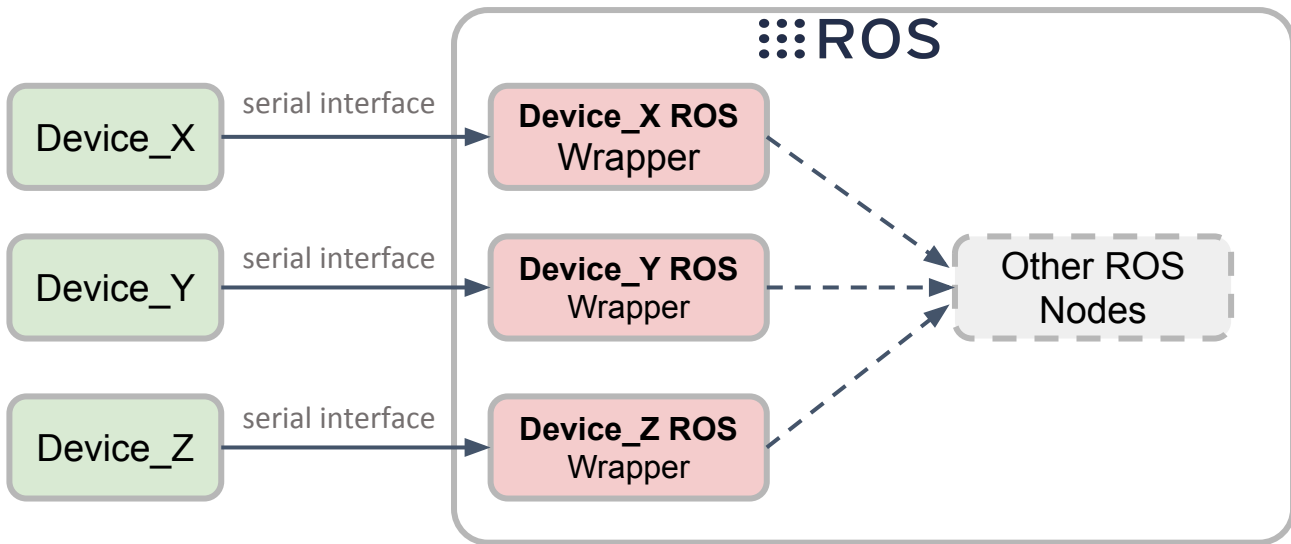 ROS
serial interface
Device_X
Device_X ROS
Wrapper
serial interface
Device_Y
Device_Y ROS
Wrapper
Other ROS
Nodes
serial interface
Device_Z
Device_Z ROS
Wrapper